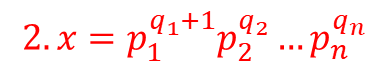 2. x = p_1^{q_1+1} p_2^{q_2} … p_n^{q_n}